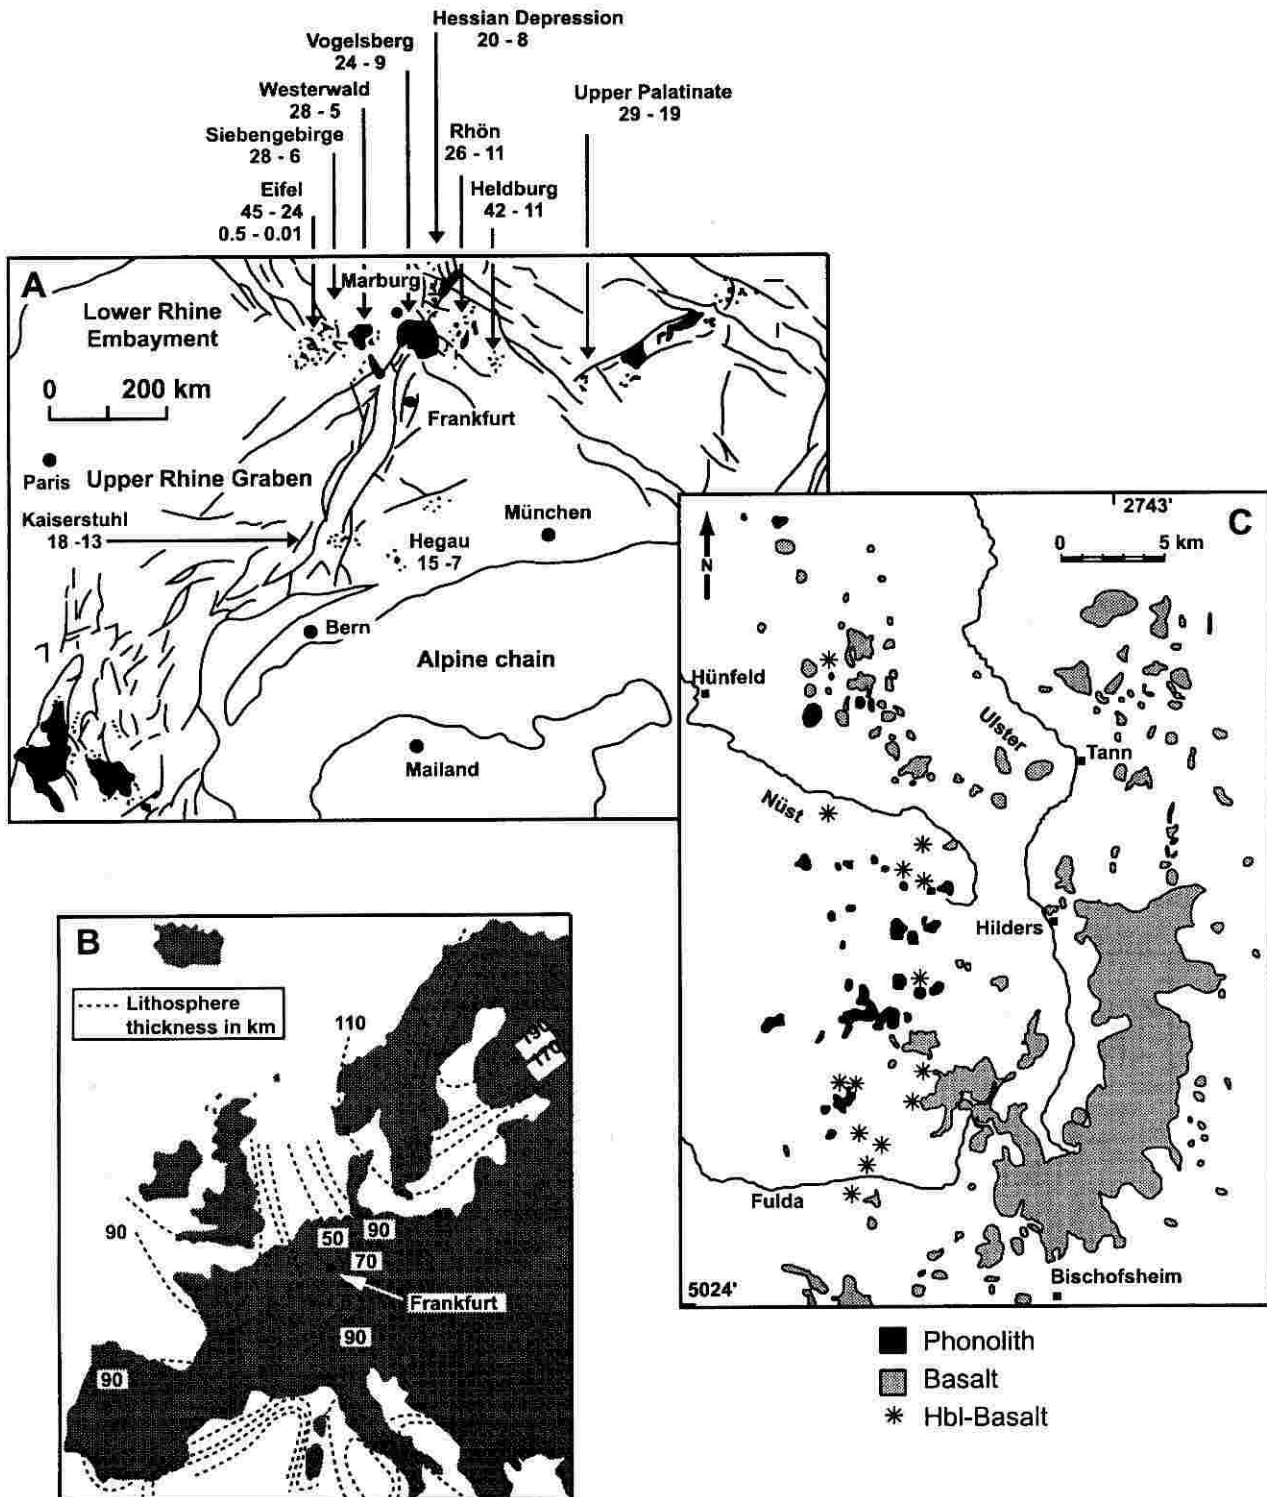 Hessian Depression
20 - 8
Vogelsberg
24 - 9
Westerwald
28 - 5
Upper Palatinate
29 - 19
Siebengebirge
28 - 6
Rhön
26 - 11
Eifel
45 - 24
0.5 - 0.01
Heldburg
42 - 11
A
Marburg
Lower Rhine
Embayment
0 200 km
Frankfurt
Paris
Upper Rhine Graben
Kaiserstuhl
18 -13
München
Hegau
15 -7
Bern
Alpine chain
Mailand
2743'
C
N
0 5 km
Hünfeld
Ulster
Tann
Nüst
Hilders
Fulda
5024'
Bischofsheim
Phonolith
Basalt
Hbl-Basalt
B
Lithosphere
thickness in km
110
190
170
90
50
90
70
Frankfurt
90
90